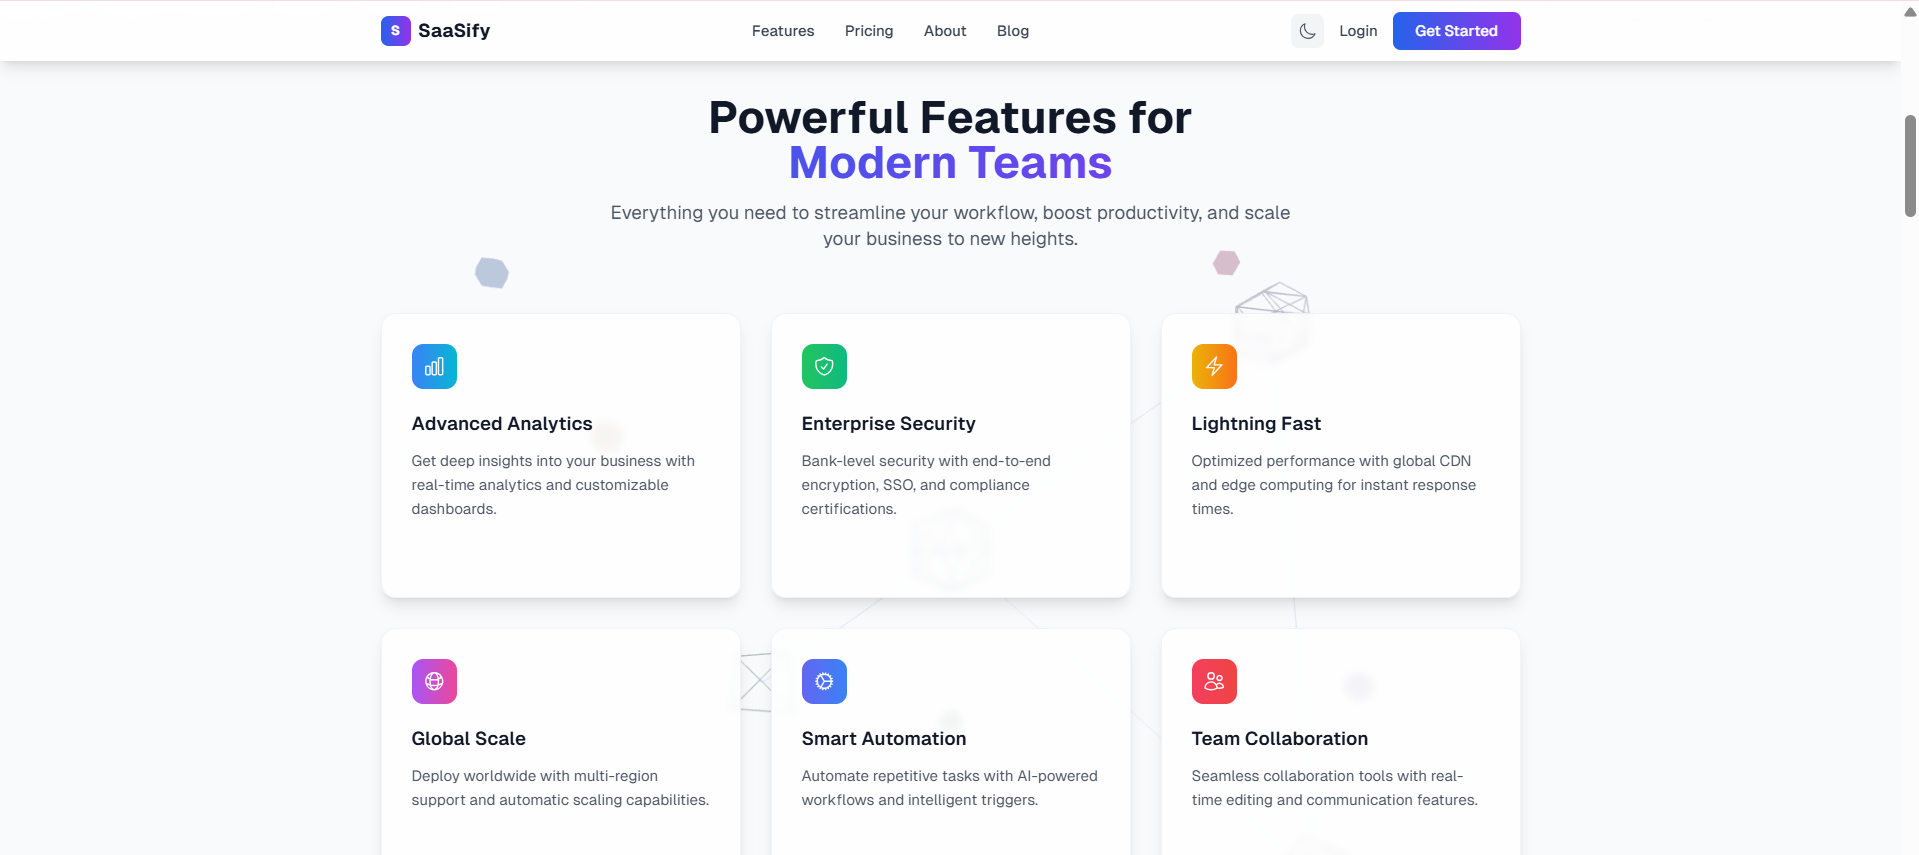 S SaaSify Features Pricing About Blog Login Get Started
Powerful Features for
Modern Teams
Everything you need to streamline your workflow, boost productivity, and scale
your business to new heights.
Advanced Analytics
Get deep insights into your business with
real-time analytics and customizable
dashboards.
Enterprise Security
Bank-level security with end-to-end
encryption, SSO, and compliance
certifications.
Lightning Fast
Optimized performance with global CDN
and edge computing for instant response
times.
Global Scale
Deploy worldwide with multi-region
support and automatic scaling capabilities.
Smart Automation
Automate repetitive tasks with AI-powered
workflows and intelligent triggers.
Team Collaboration
Seamless collaboration tools with real-
time editing and communication features.